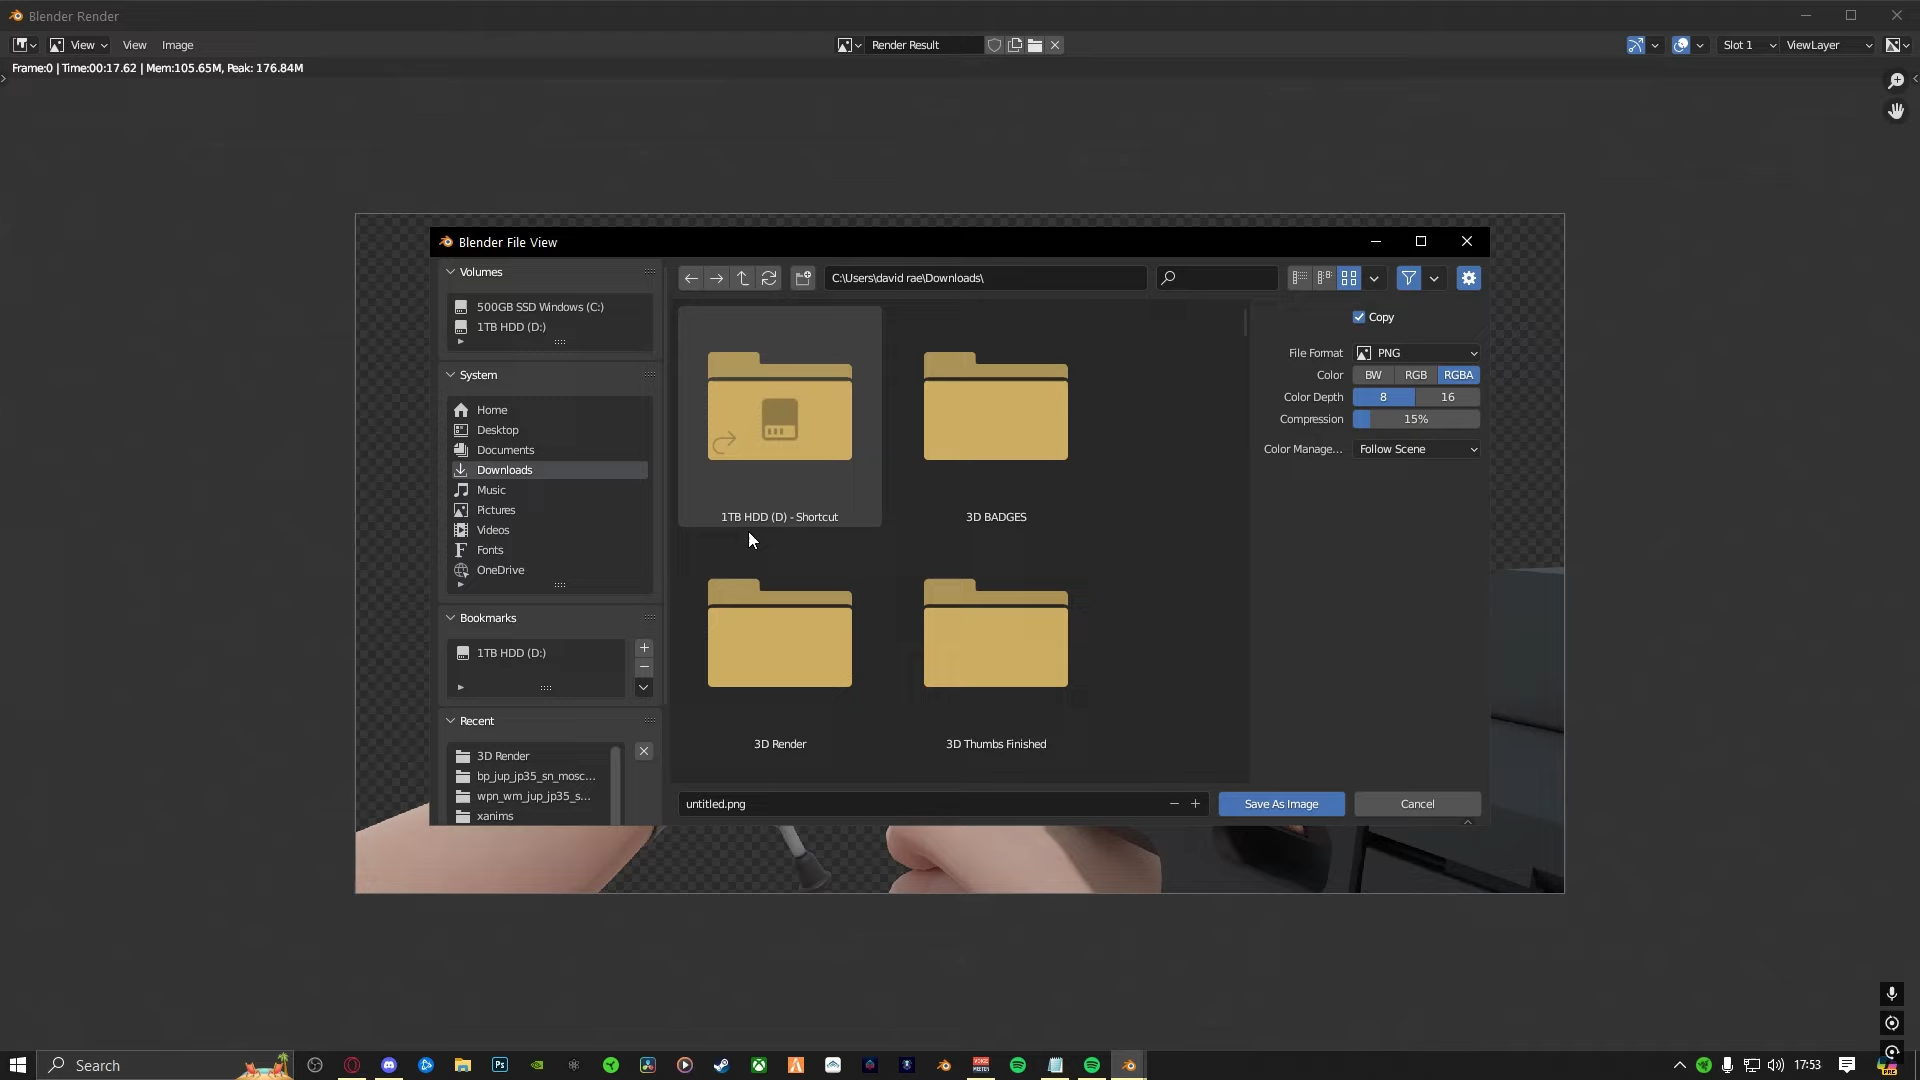 Blender Render
View
View
Image
Render Result
Slot 1
ViewLayer
Frame:0 | Time:00:17.62 | Mem:105.65M, Peak: 176.84M
Blender File View
Volumes
500GB SSD Windows (C:)
1TB HDD (D:)
System
Home
Desktop
Documents
Downloads
Music
Pictures
Videos
Fonts
OneDrive
Bookmarks
1TB HDD (D:)
Recent
3D Render
bp_jup_jp35_sn_mosc...
wpn_wm_jup_jp35_s...
xanims
C:\Users\david rae\Downloads\
1TB HDD (D) - Shortcut
3D BADGES
3D Render
3D Thumbs Finished
Copy
File Format
PNG
Color
BW
RGB
RGBA
Color Depth
8
16
Compression
15%
Color Manage...
Follow Scene
untitled.png
Save As Image
Cancel
Search
17:53